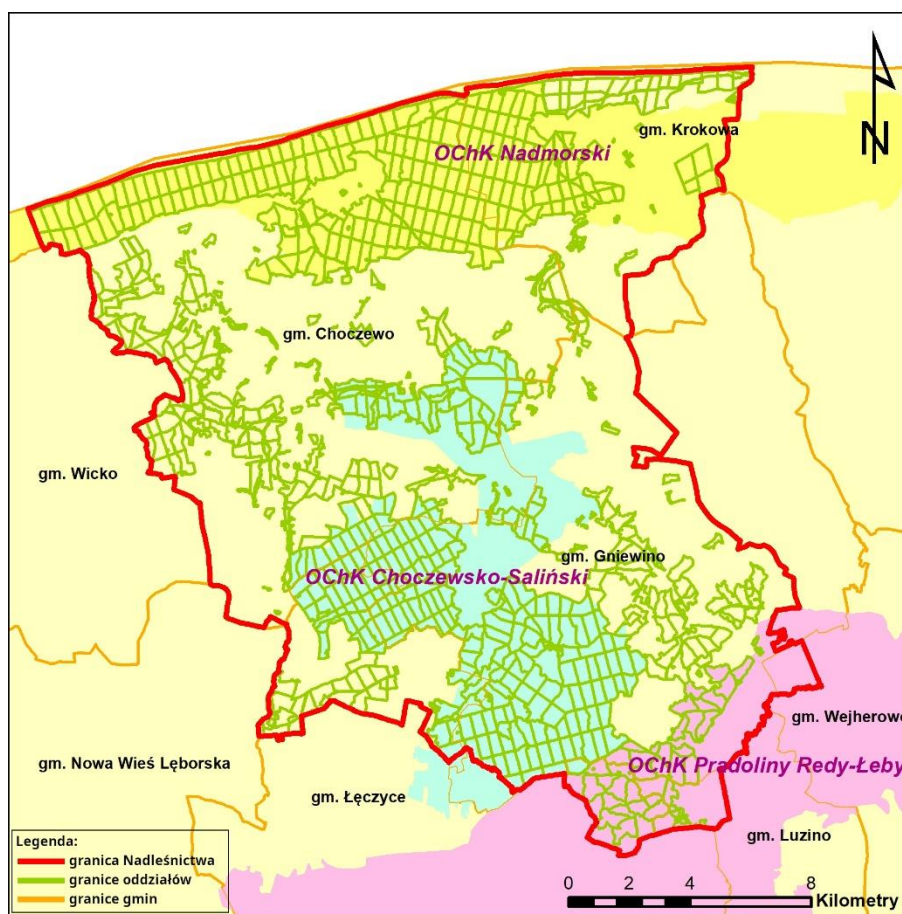 gm. Krokowa
N
OChK Nadmorski
gm. Choczewo
gm. Wicko
gm. Gniewino
OChK Choczewsko-Saliński
gm. Wejherowo
gm. Nowa Wieś Lęborska
OChK Pradoliny Redy-Łeby
gm. Łęczyce
gm. Luzino
Legenda:
granica Nadleśnictwa
granice oddziałów
granice gmin
0 2 4 8
Kilometry